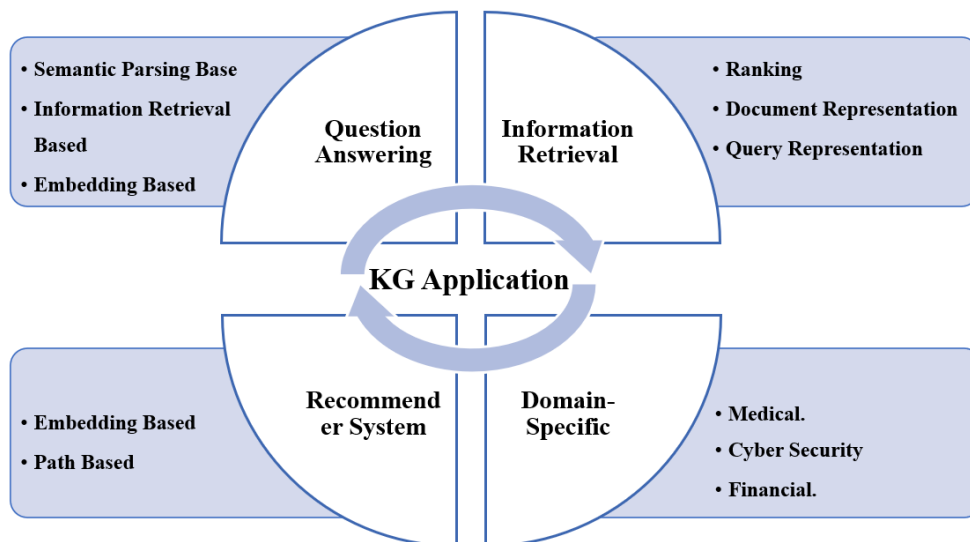 • Semantic Parsing Base
• Information Retrieval
Based
• Embedding Based
Question
Answering
Information
Retrieval
• Ranking
• Document Representation
• Query Representation
KG Application
• Embedding Based
• Path Based
Recommend
er System
Domain-
Specific
• Medical.
• Cyber Security
• Financial.